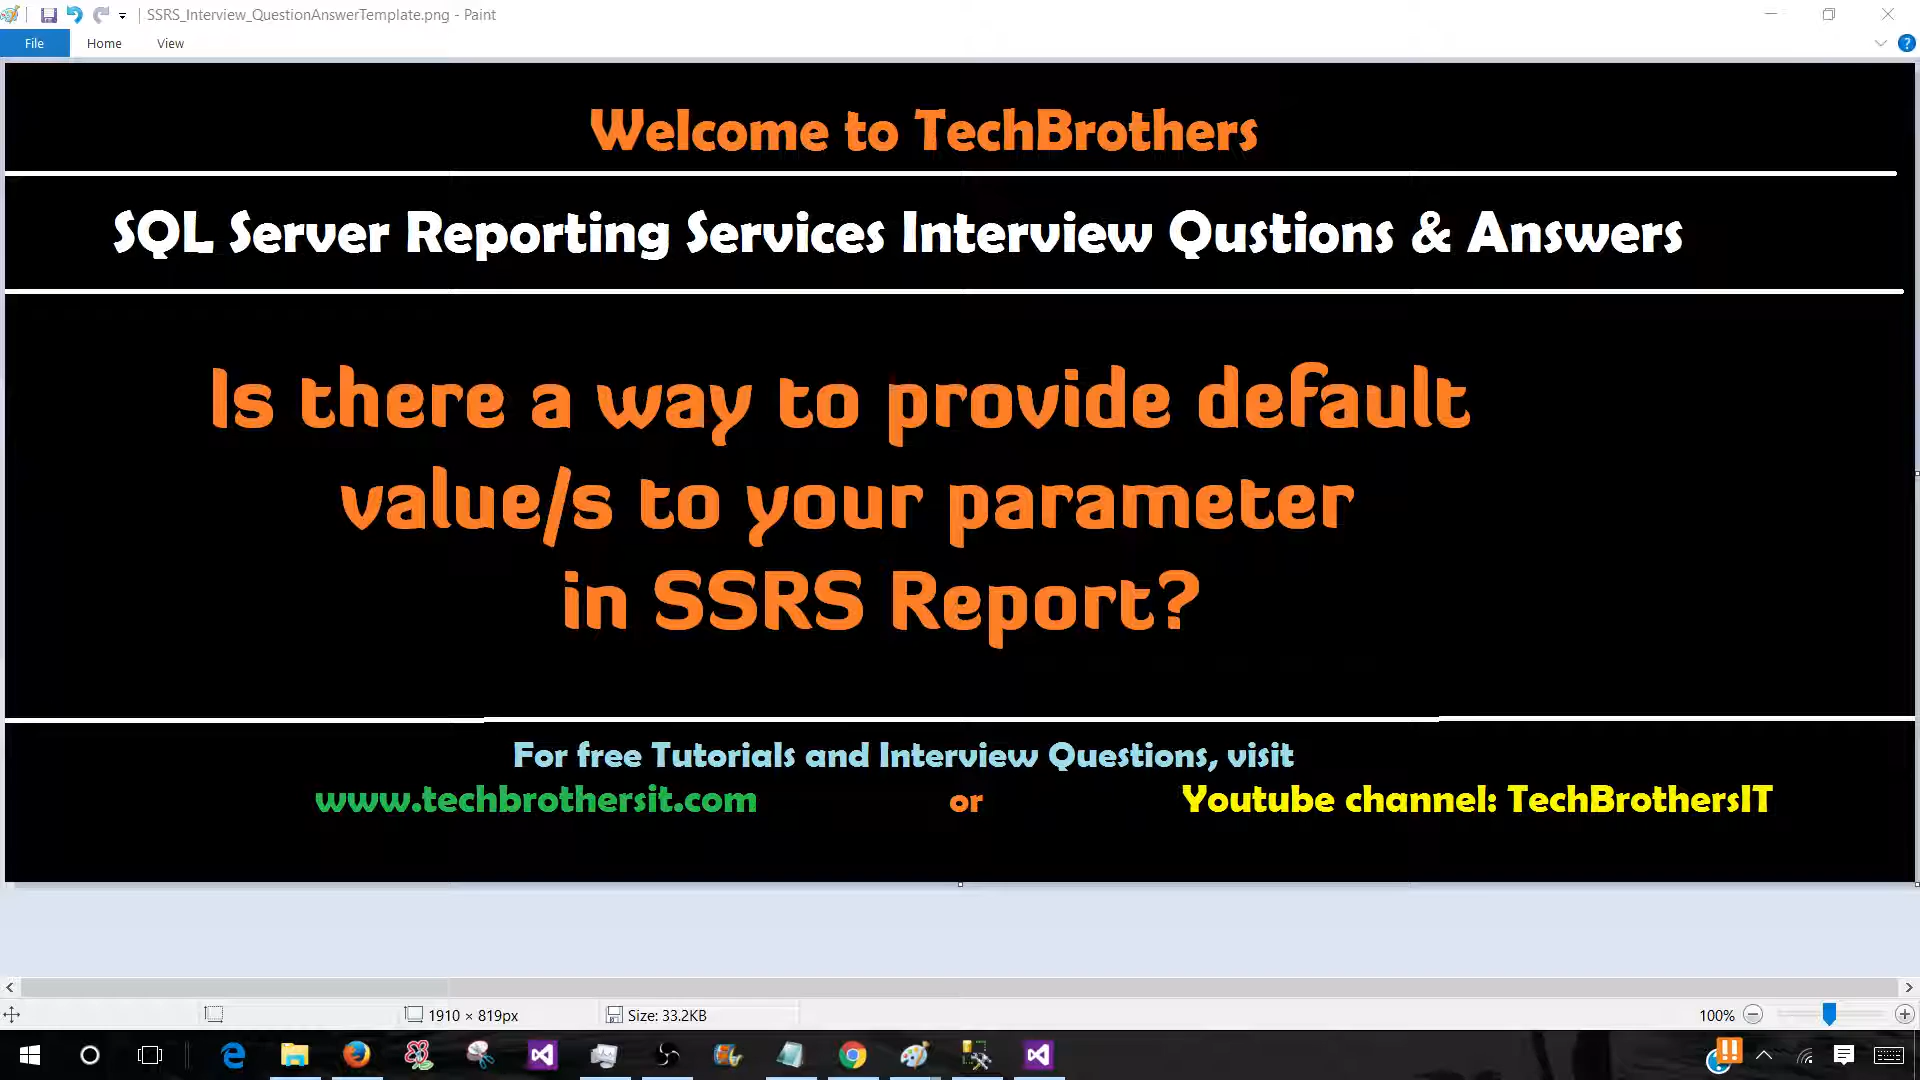 SSRS_Interview_QuestionAnswerTemplate.png - Paint
File Home View
Welcome to TechBrothers
SQL Server Reporting Services Interview Qustions & Answers
Is there a way to provide default
value/s to your parameter
in SSRS Report?
For free Tutorials and Interview Questions, visit
www.techbrothersit.com or Youtube channel: TechBrothersIT
1910 × 819px Size: 33.2KB 100%